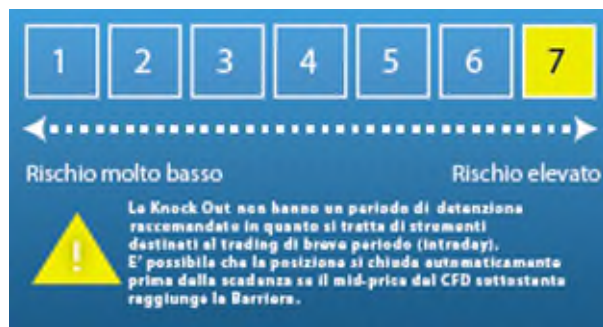 1 2 3 4 5 6 7
Rischio molto basso Rischio elevato
Le Knock Out non hanno un periodo di detenzione
raccomandato in quanto si tratta di strumenti
destinati al trading di breve periodo (intraday).
E' possibile che la posizione si chiuda automaticamente
prima della scadenza se il mid-price del CFD sottostante
raggiunge la Barriera.
!